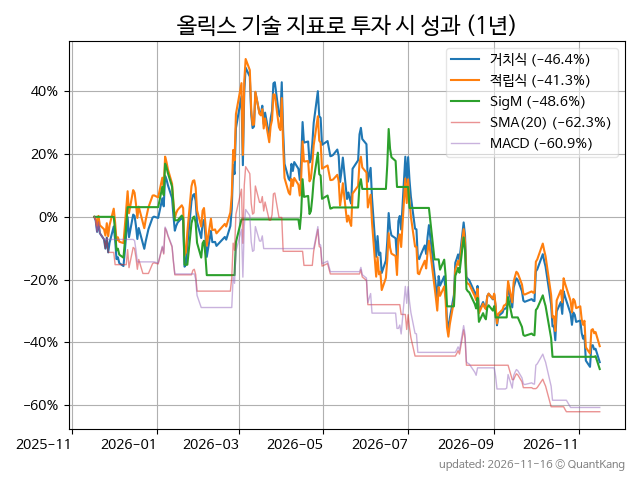 올릭스 기술 지표로 투자 시 성과 (1년)
거치식 (−46.4%)
적립식 (−41.3%)
SigM (−48.6%)
SMA(20) (−62.3%)
MACD (−60.9%)
40%
20%
0%
−20%
−40%
−60%
2025-11 2026-01 2026-03 2026-05 2026-07 2026-09 2026-11
updated: 2026-11-16 ⓒ QuantKang